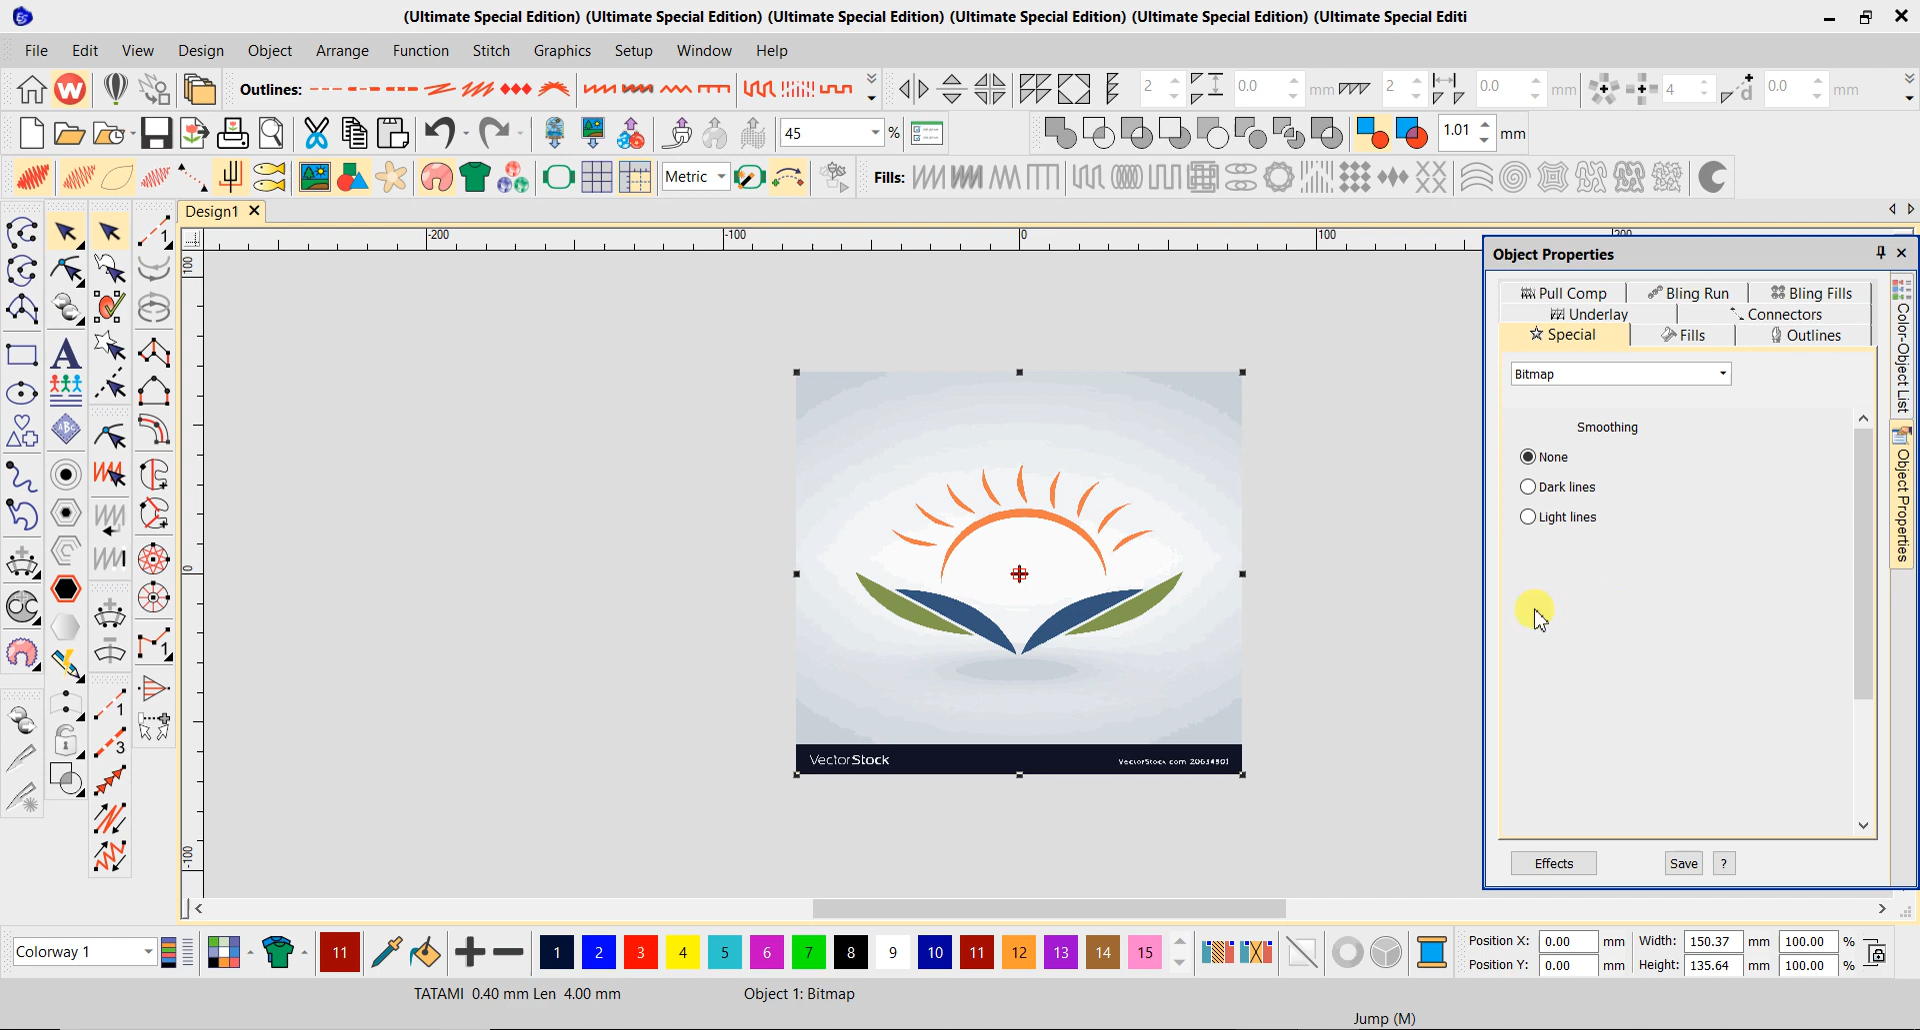 (Ultimate Special Edition) (Ultimate Special Edition) (Ultimate Special Edition) (Ultimate Special Edition) (Ultimate Special Edition) (Ultimate Special Editi
File Edit View Design Object Arrange Function Stitch Graphics Setup Window Help
Outlines: 2 0.0 mm 2 0.0 mm 4 0.0 mm
45 % 1.01 mm
Metric Fills:
Design1
-200 -100 0 100 200
100
0
-100
Object Properties
Pull Comp Bling Run Bling Fills
Underlay Connectors
Special Fills Outlines
Bitmap
Smoothing
None
Dark lines
Light lines
Effects Save ?
Color-Object List
Object Properties
VectorStock
VectorStock.com 20634801
1
3
1
1
A
ABC
Colorway 1 11 1 2 3 4 5 6 7 8 9 10 11 12 13 14 15
Position X: 0.00 mm Width: 150.37 mm 100.00 %
Position Y: 0.00 mm Height: 135.64 mm 100.00 %
TATAMI 0.40 mm Len 4.00 mm Object 1: Bitmap
Jump (M)